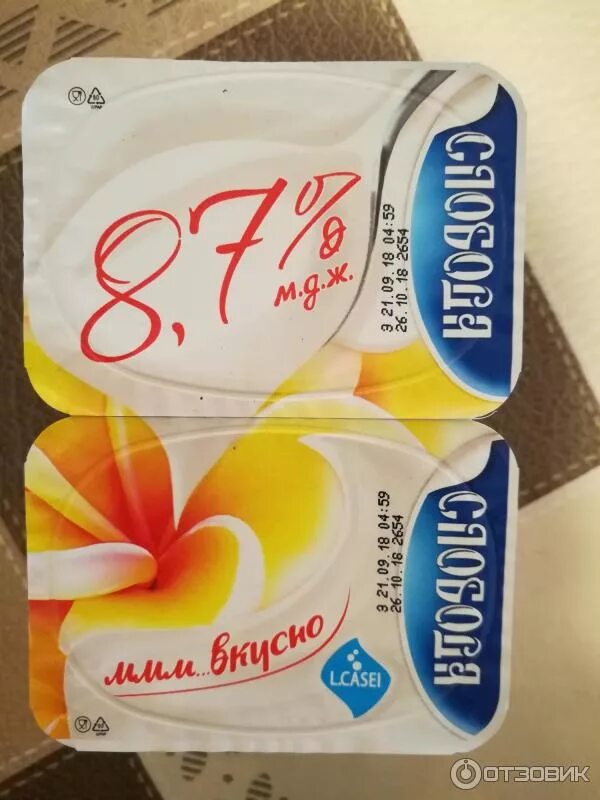 8,7%
м.д.ж.
Э 21.09.18 04:59
26.10.18 2654
СЛОБОДА
ммм...вкусно
L.CASEI
Э 21.09.18 04:59
26.10.18 2654
СЛОБОДА
ОТЗОВИК